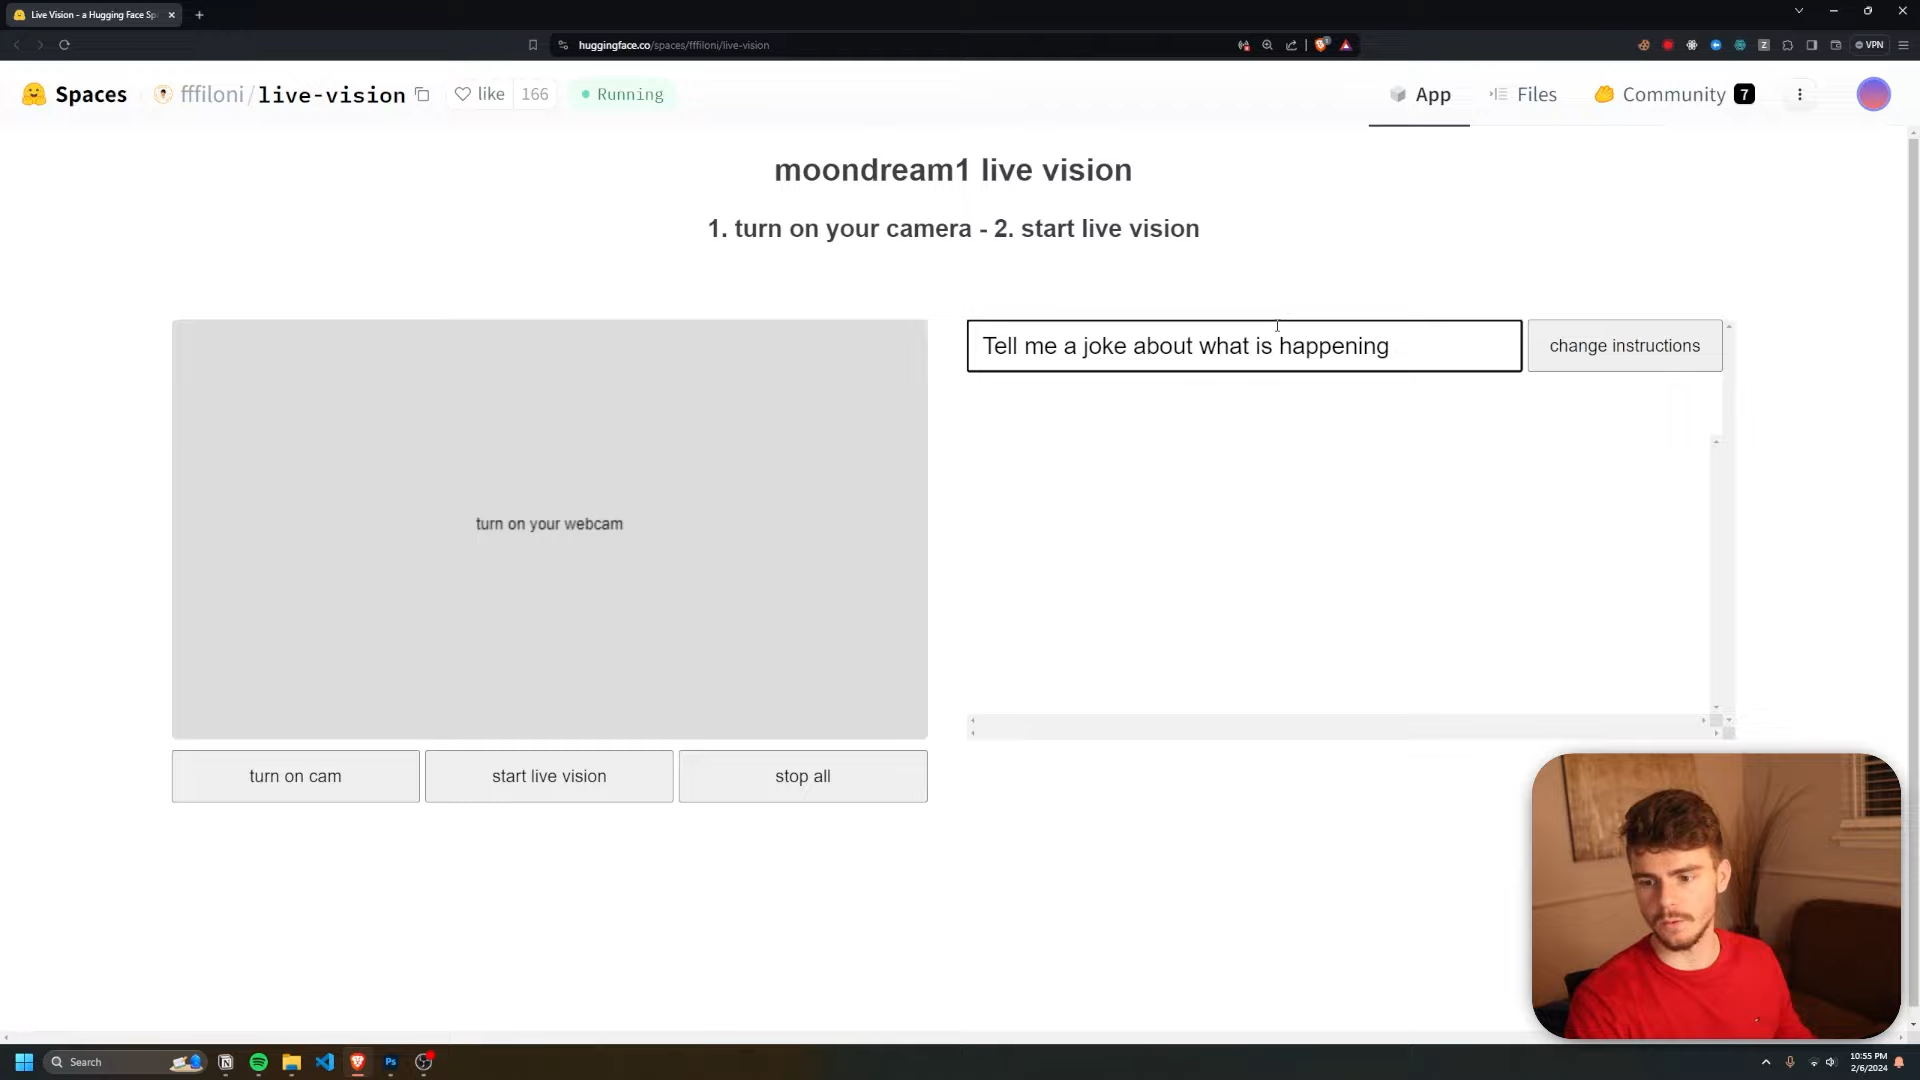 Live Vision - a Hugging Face Sp
huggingface.co/spaces/fffiloni/live-vision
VPN
Spaces
fffiloni/live-vision
like 166
Running
App
Files
Community 7
moondream1 live vision
1. turn on your camera - 2. start live vision
turn on your webcam
Tell me a joke about what is happening
change instructions
turn on cam
start live vision
stop all
Search
Ps
10:55 PM
2/6/2024